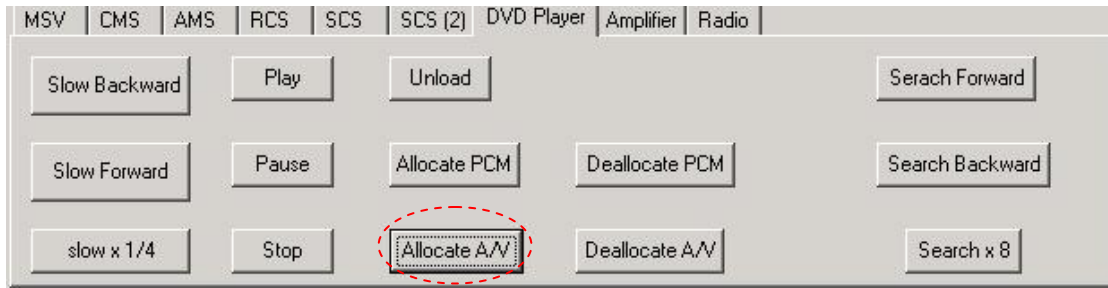 MSV CMS AMS RCS SCS SCS (2) DVD Player Amplifier Radio
Slow Backward Play Unload Serach Forward
Slow Forward Pause Allocate PCM Deallocate PCM Search Backward
slow x 1/4 Stop Allocate A/V Deallocate A/V Search x 8